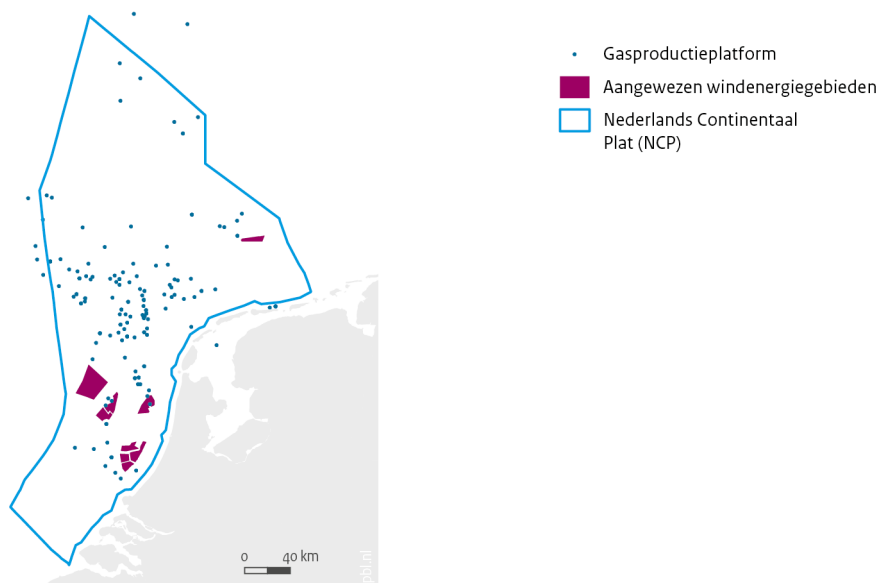 Gasproductieplatform
Aangewezen windenergiegebieden
Nederlands Continentaal
Plat (NCP)
0 40 km
pbl.nl